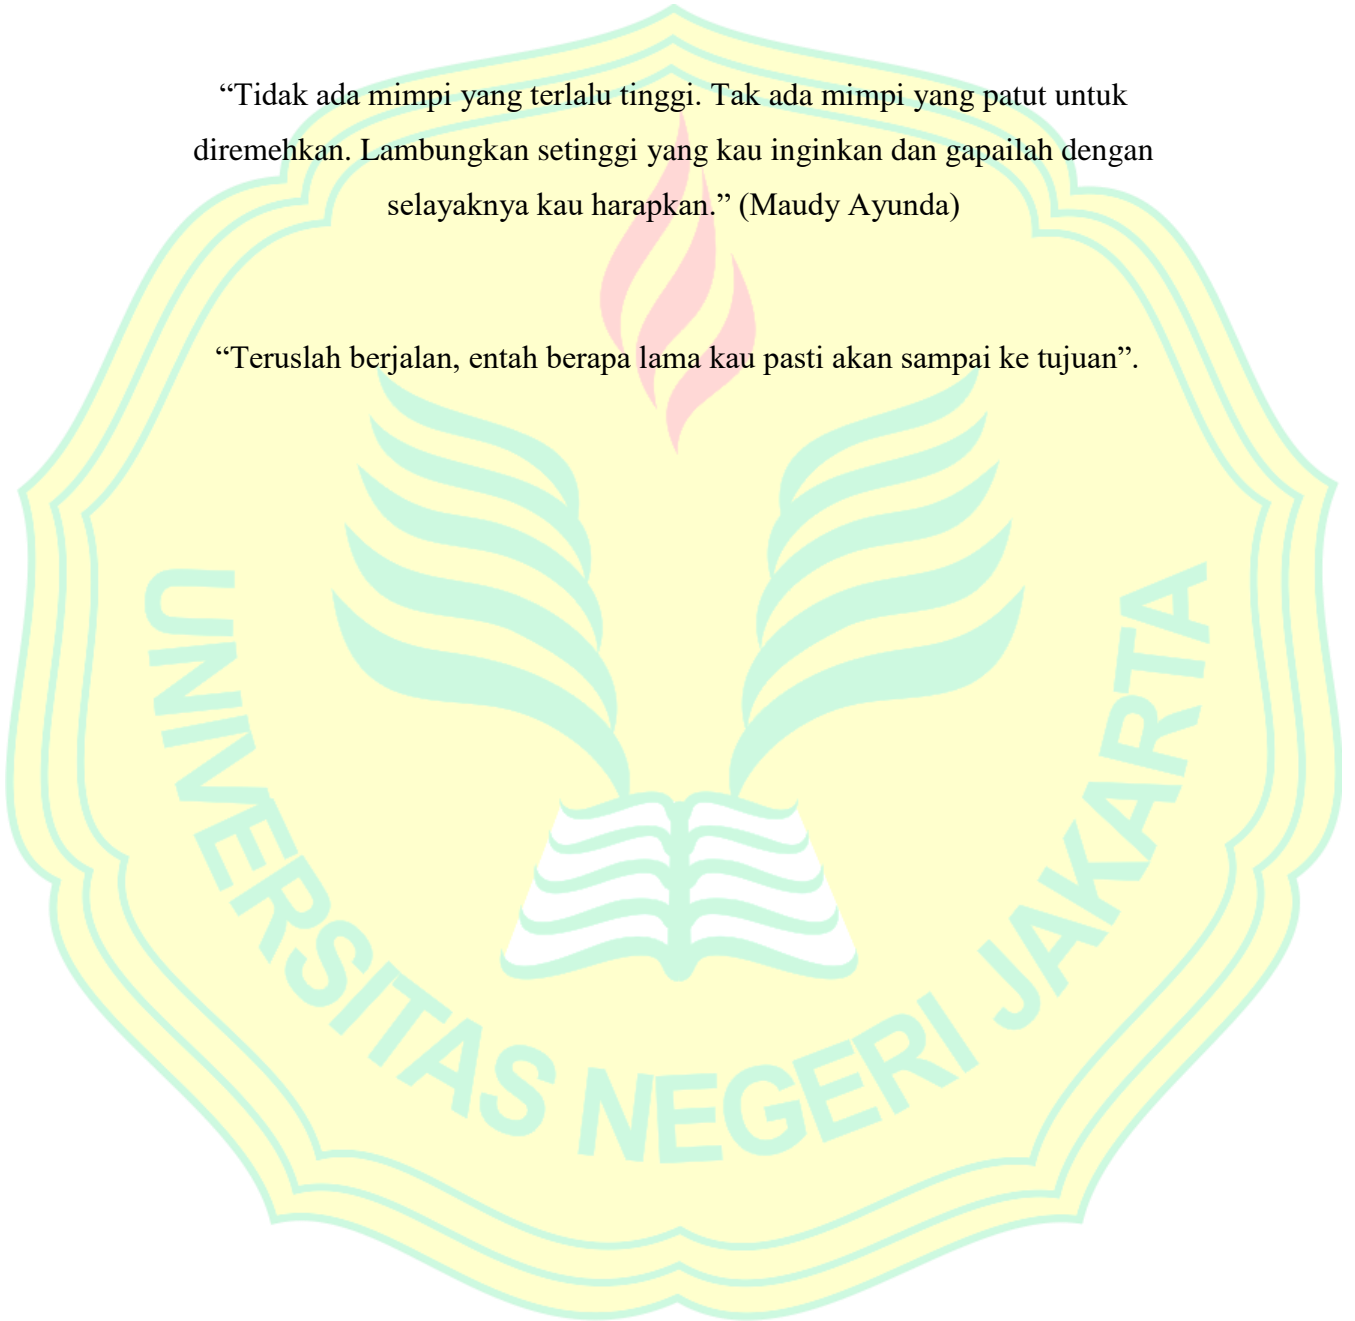 “Tidak ada mimpi yang terlalu tinggi. Tak ada mimpi yang patut untuk
diremehkan. Lambungkan setinggi yang kau inginkan dan gapailah dengan
selayaknya kau harapkan.” (Maudy Ayunda)
“Teruslah berjalan, entah berapa lama kau pasti akan sampai ke tujuan”.
UNIVERSITAS NEGERI JAKARTA